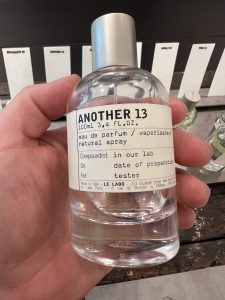 ANOTHER 13
100ml 3,4 FL.OZ.
eau de parfum / vaporisateur
natural spray
Compounded in our lab
On date of preparation
For tester
LE LABO